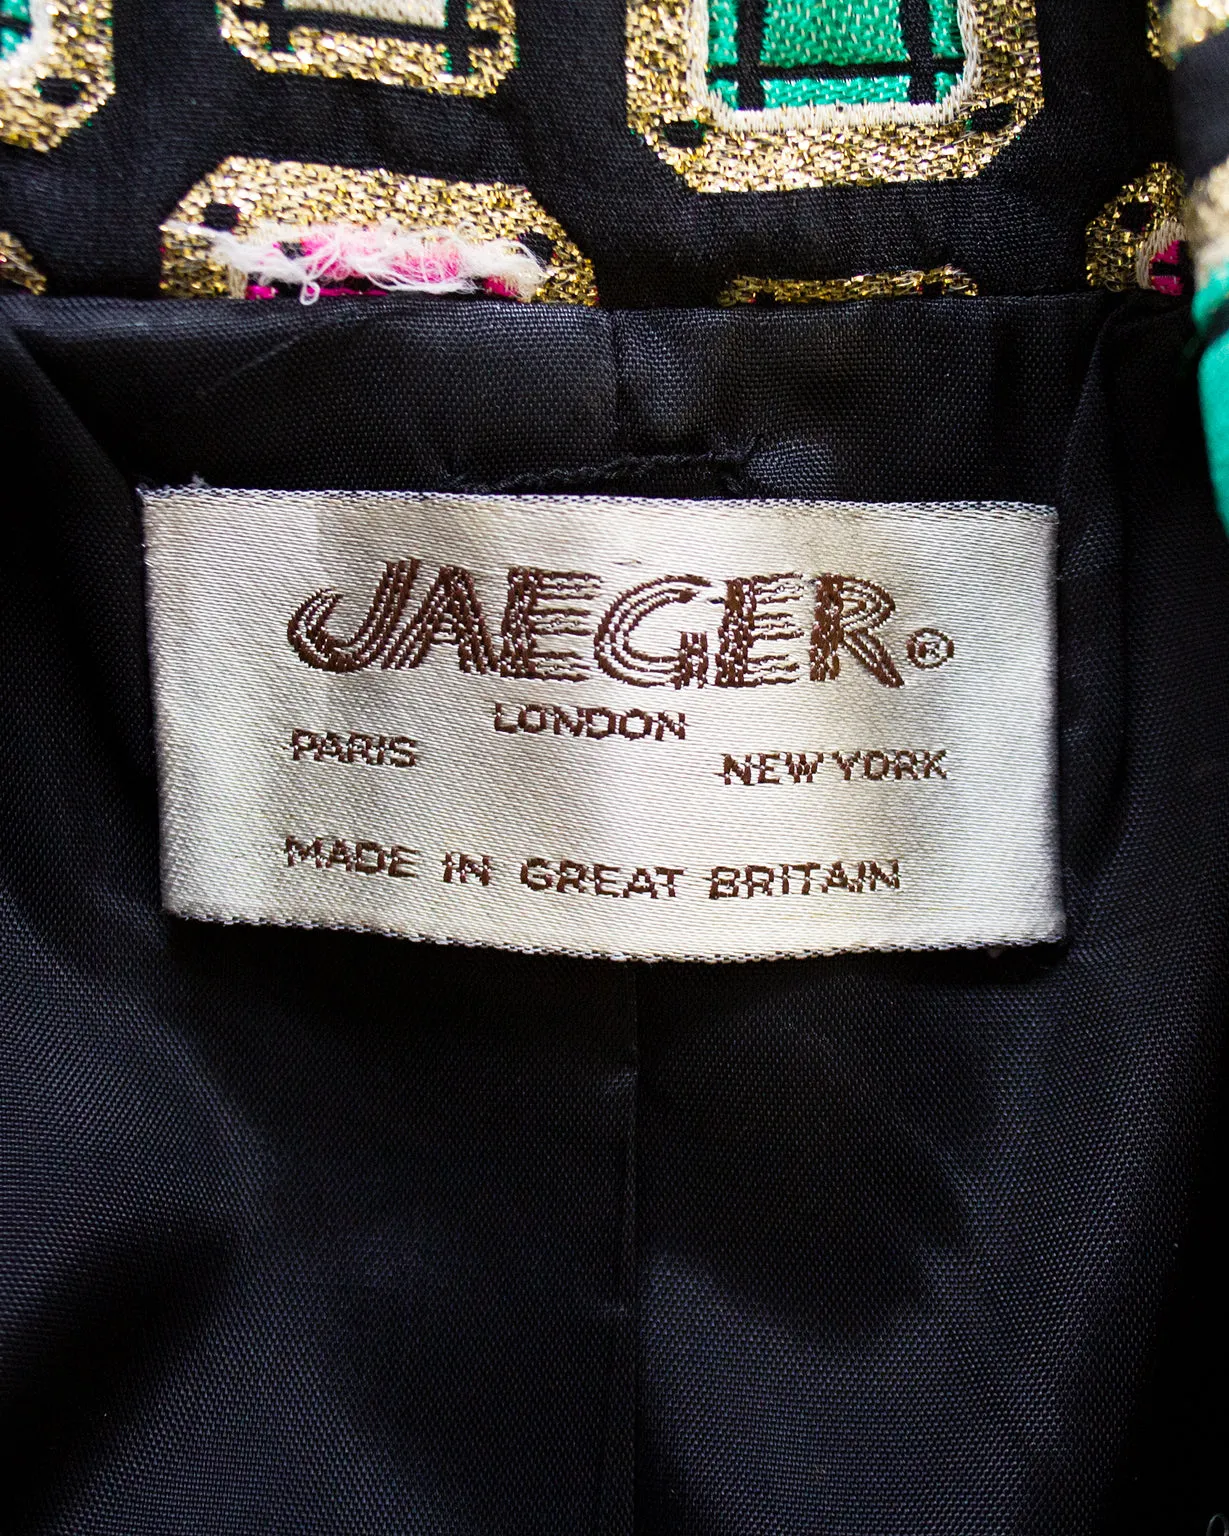 JAEGER®
LONDON
PARIS NEW YORK
MADE IN GREAT BRITAIN